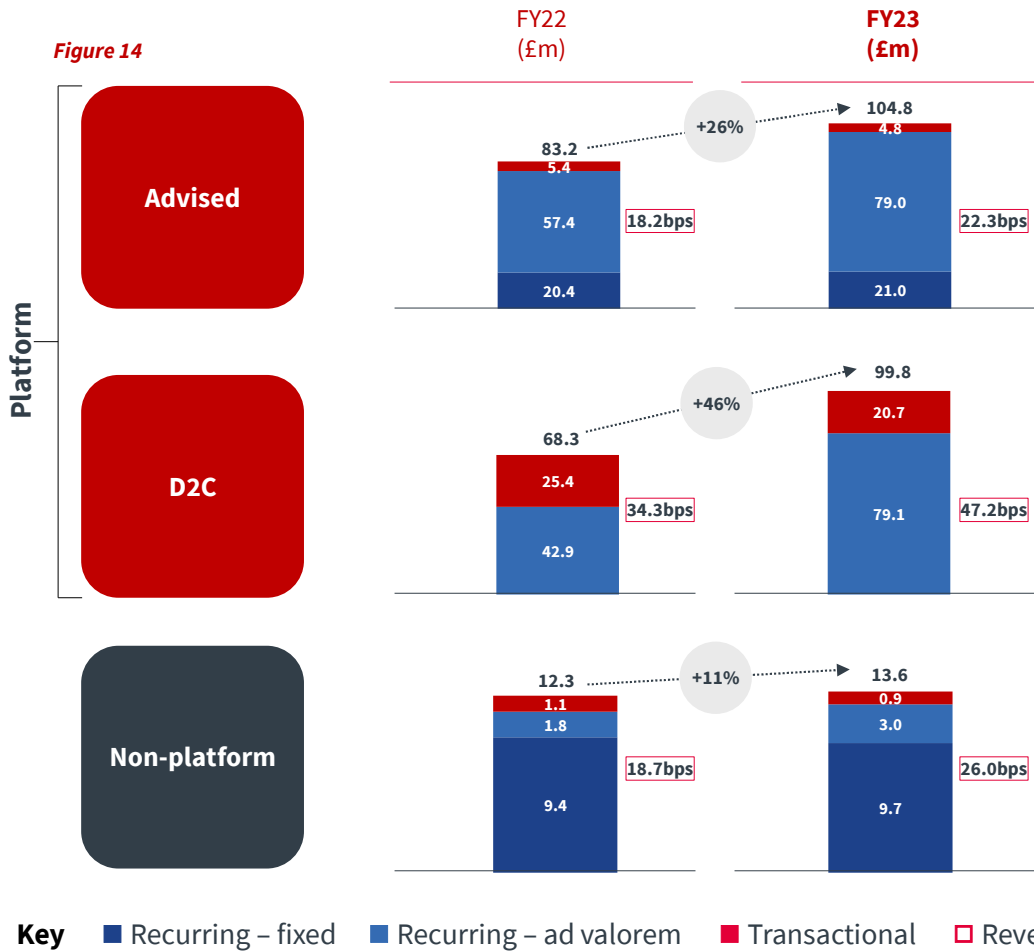 Figure 14
FY22
(£m)
FY23
(£m)
Platform
Advised
83.2
5.4
57.4
20.4
18.2bps
+26%
104.8
4.8
79.0
21.0
22.3bps
D2C
68.3
25.4
42.9
34.3bps
+46%
99.8
20.7
79.1
47.2bps
Non-platform
12.3
1.1
1.8
9.4
18.7bps
+11%
13.6
0.9
3.0
9.7
26.0bps
Key Recurring – fixed Recurring – ad valorem Transactional